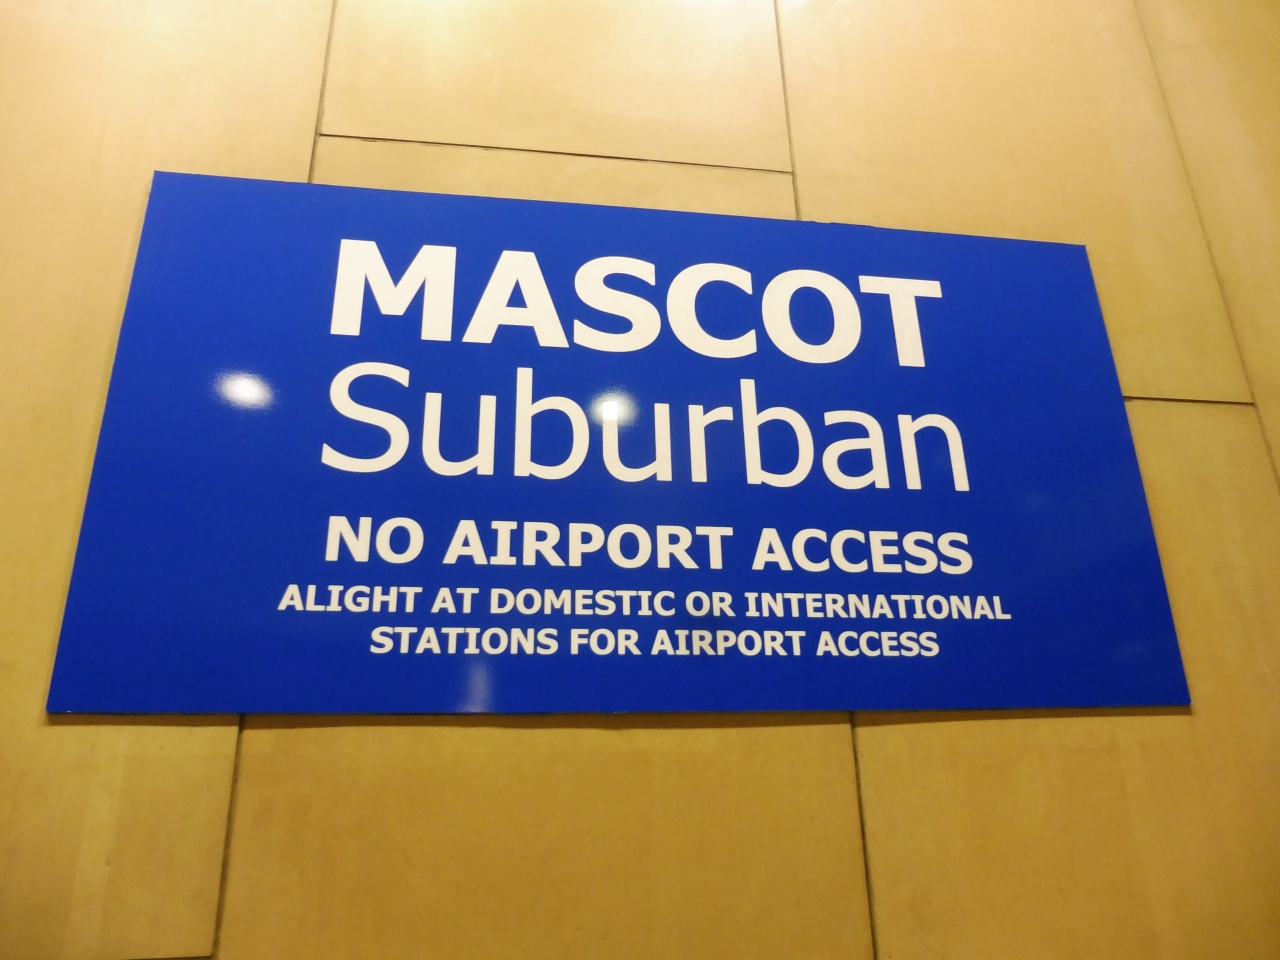 MASCOT
Suburban
NO AIRPORT ACCESS
ALIGHT AT DOMESTIC OR INTERNATIONAL
STATIONS FOR AIRPORT ACCESS